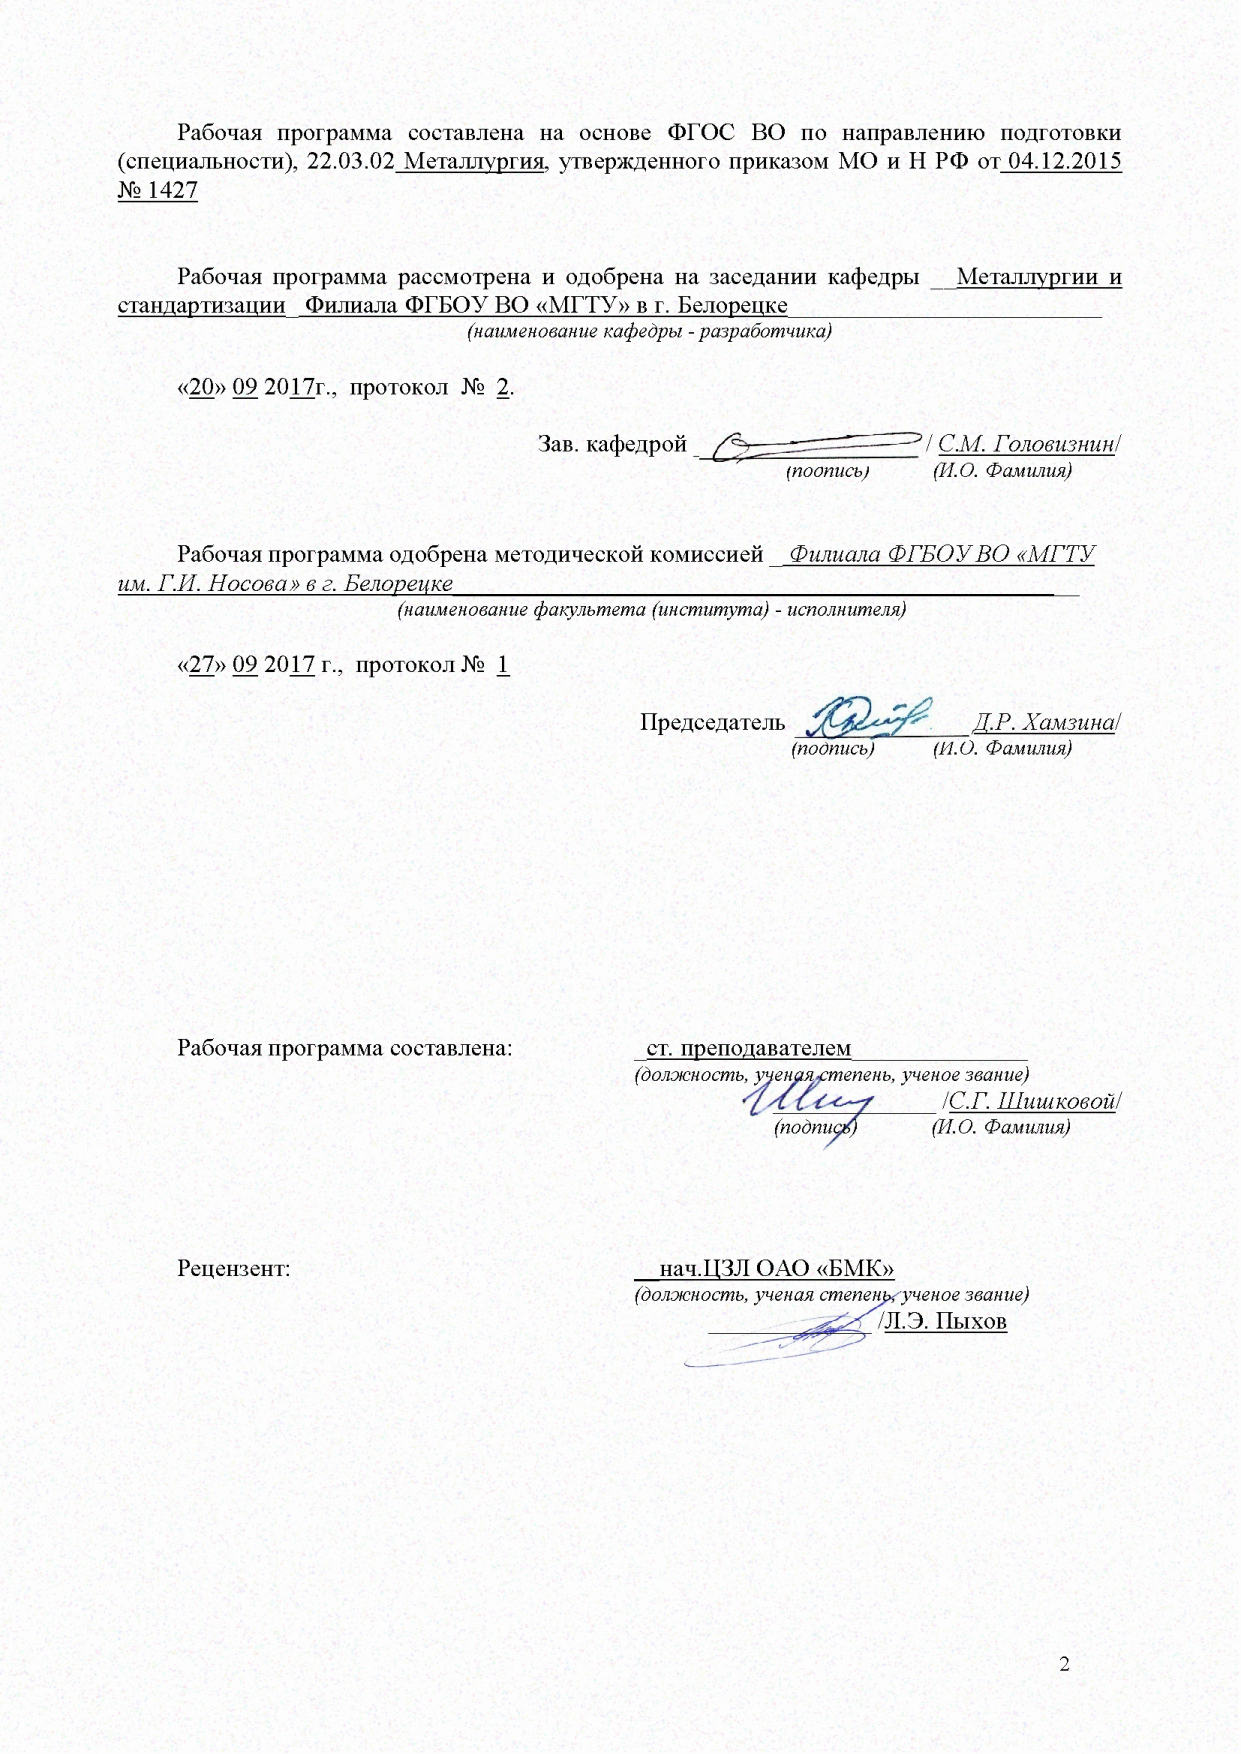 Рабочая программа составлена на основе ФГОС ВО по направлению подготовки
(специальности), 22.03.02 Металлургия, утвержденного приказом МО и Н РФ от 04.12.2015
№ 1427
Рабочая программа рассмотрена и одобрена на заседании кафедры __Металлургии и
стандартизации_ Филиала ФГБОУ ВО «МГТУ» в г. Белорецке
(наименование кафедры - разработчика)
«20» 09 2017г., протокол № 2.
Зав. кафедрой / С.М. Головизнин/
(поопись) (И.О. Фамилия)
Рабочая программа одобрена методической комиссией _ Филиала ФГБОУ ВО «МГТУ
им. Г.И. Носова» в г. Белорецке
(наименование факультета (института) - исполнителя)
«27» 09 2017 г., протокол № 1
Председатель Д.Р. Хамзина/
(подпись) (И.О. Фамилия)
Рабочая программа составлена: ст. преподавателем
(должность, ученая степень, ученое звание)
/С.Г. Шишковой/
(подпись) (И.О. Фамилия)
Рецензент: нач.ЦЗЛ ОАО «БМК»
(должность, ученая степень, ученое звание)
/Л.Э. Пыхов
2